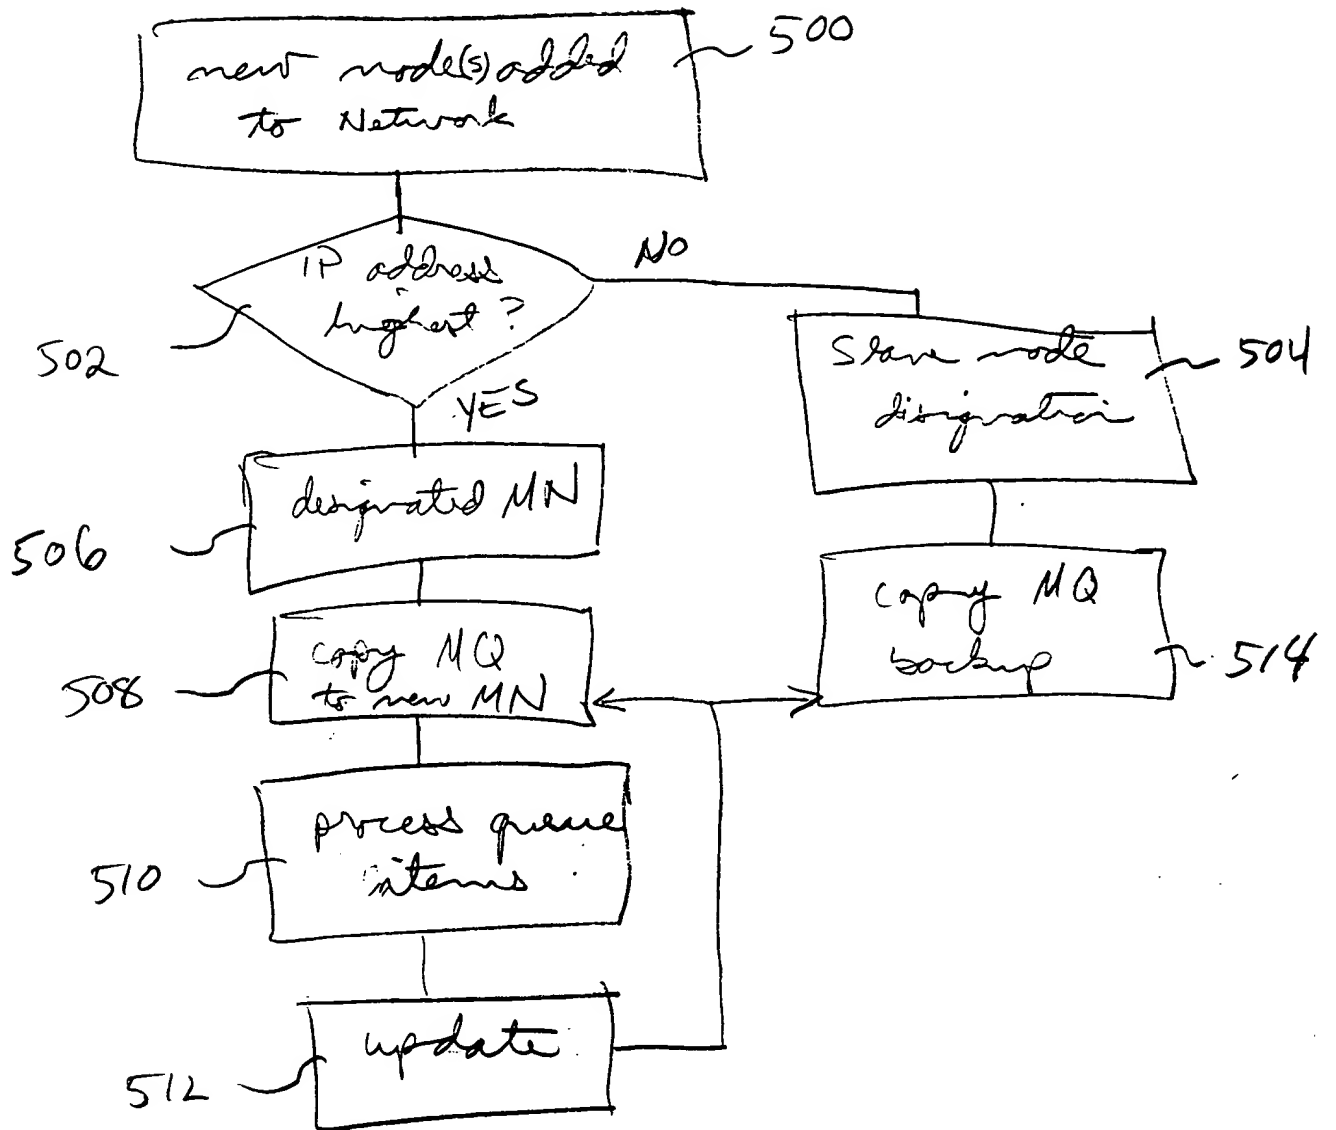 new node(s) added
to Network
500
IP address
highest?
NO
502
YES
Slave node
designation
504
designated MN
506
copy MQ
to new MN
508
copy MQ
backup
514
process queue
items
510
update
512